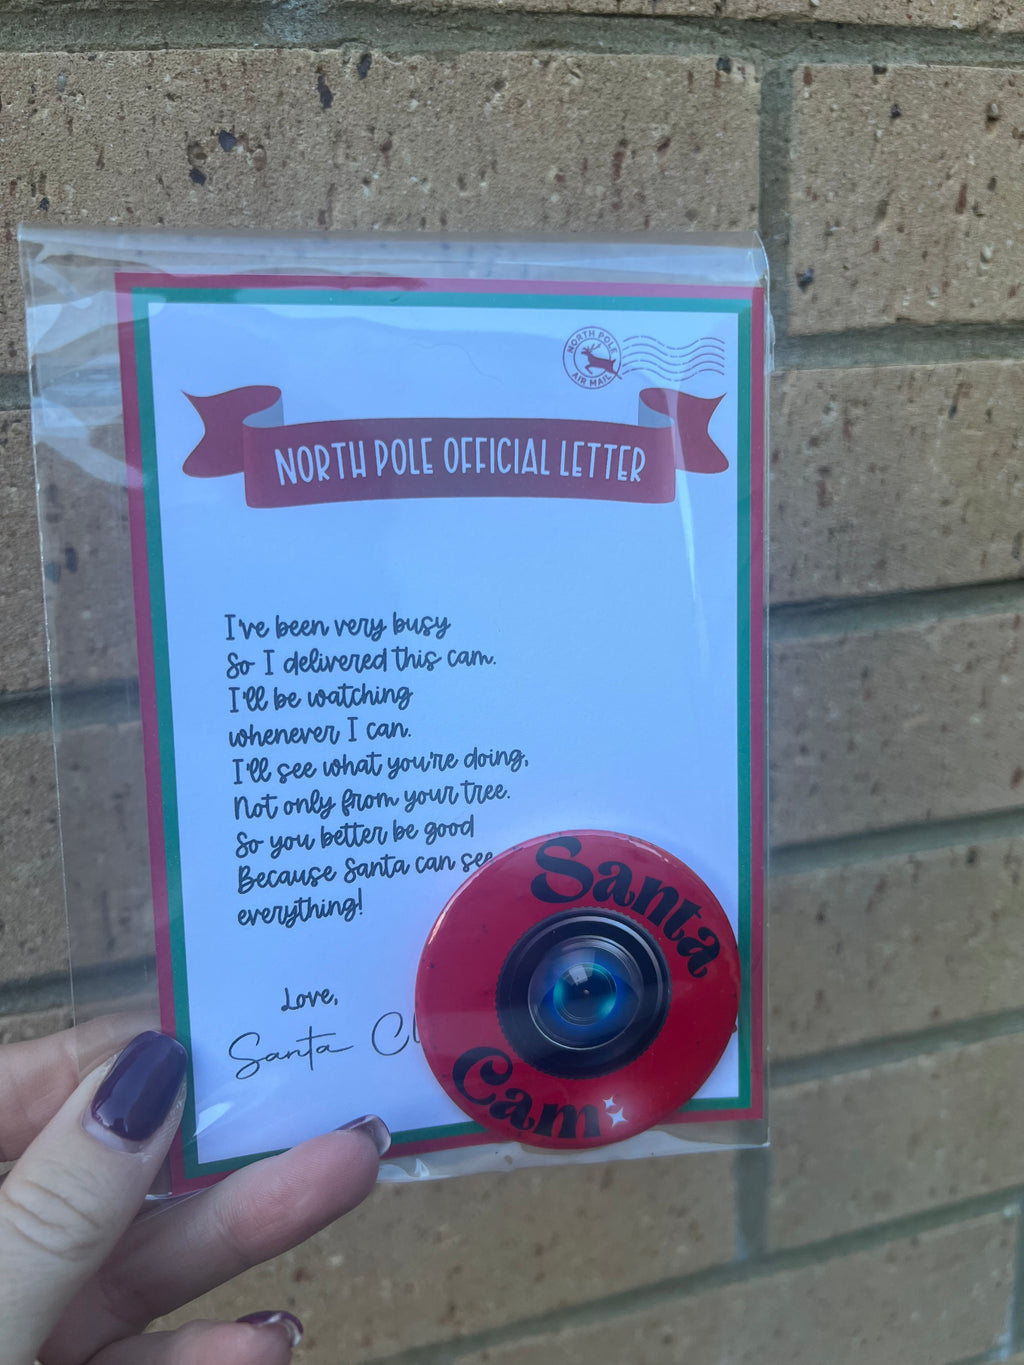 NORTH POLE
AIR MAIL
NORTH POLE OFFICIAL LETTER
I've been very busy
So I delivered this cam.
I'll be watching
whenever I can.
I'll see what you're doing,
Not only from your tree.
So you better be good
Because Santa can see
everything!
Love,
Santa Cl
Santa
Cam